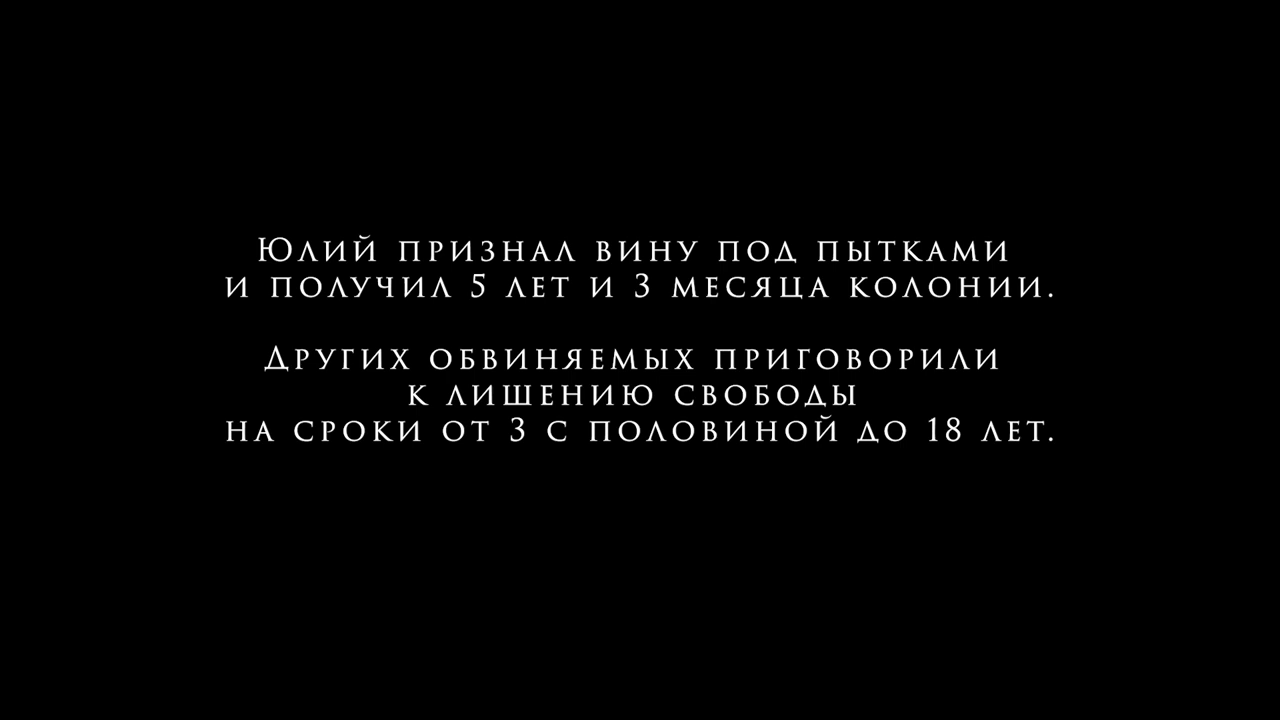 Юлий признал вину под пытками
и получил 5 лет и 3 месяца колонии.
Других обвиняемых приговорили
к лишению свободы
на сроки от 3 с половиной до 18 лет.